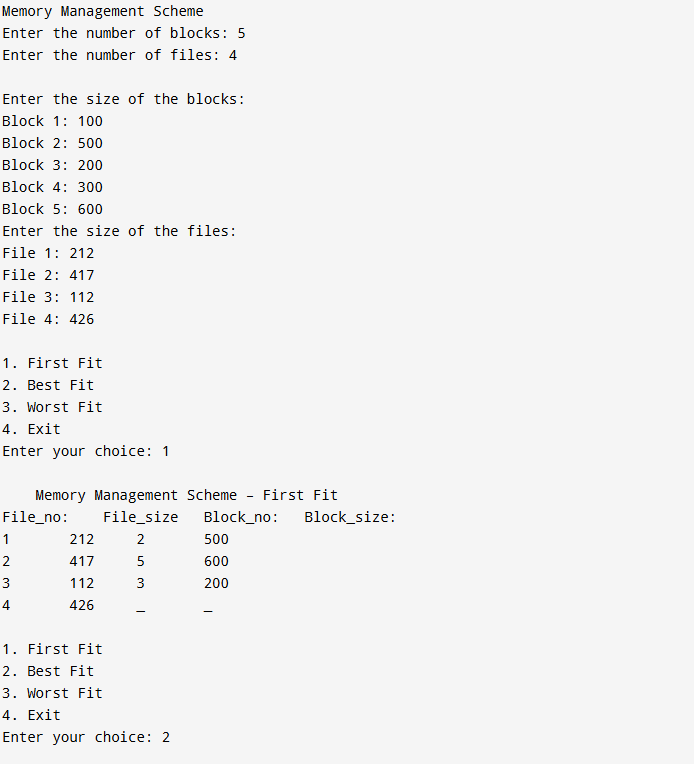 Memory Management Scheme
Enter the number of blocks: 5
Enter the number of files: 4
Enter the size of the blocks:
Block 1: 100
Block 2: 500
Block 3: 200
Block 4: 300
Block 5: 600
Enter the size of the files:
File 1: 212
File 2: 417
File 3: 112
File 4: 426
1. First Fit
2. Best Fit
3. Worst Fit
4. Exit
Enter your choice: 1
Memory Management Scheme – First Fit
File_no: File_size Block_no: Block_size:
1 212 2 500
2 417 5 600
3 112 3 200
4 426 _ _
1. First Fit
2. Best Fit
3. Worst Fit
4. Exit
Enter your choice: 2